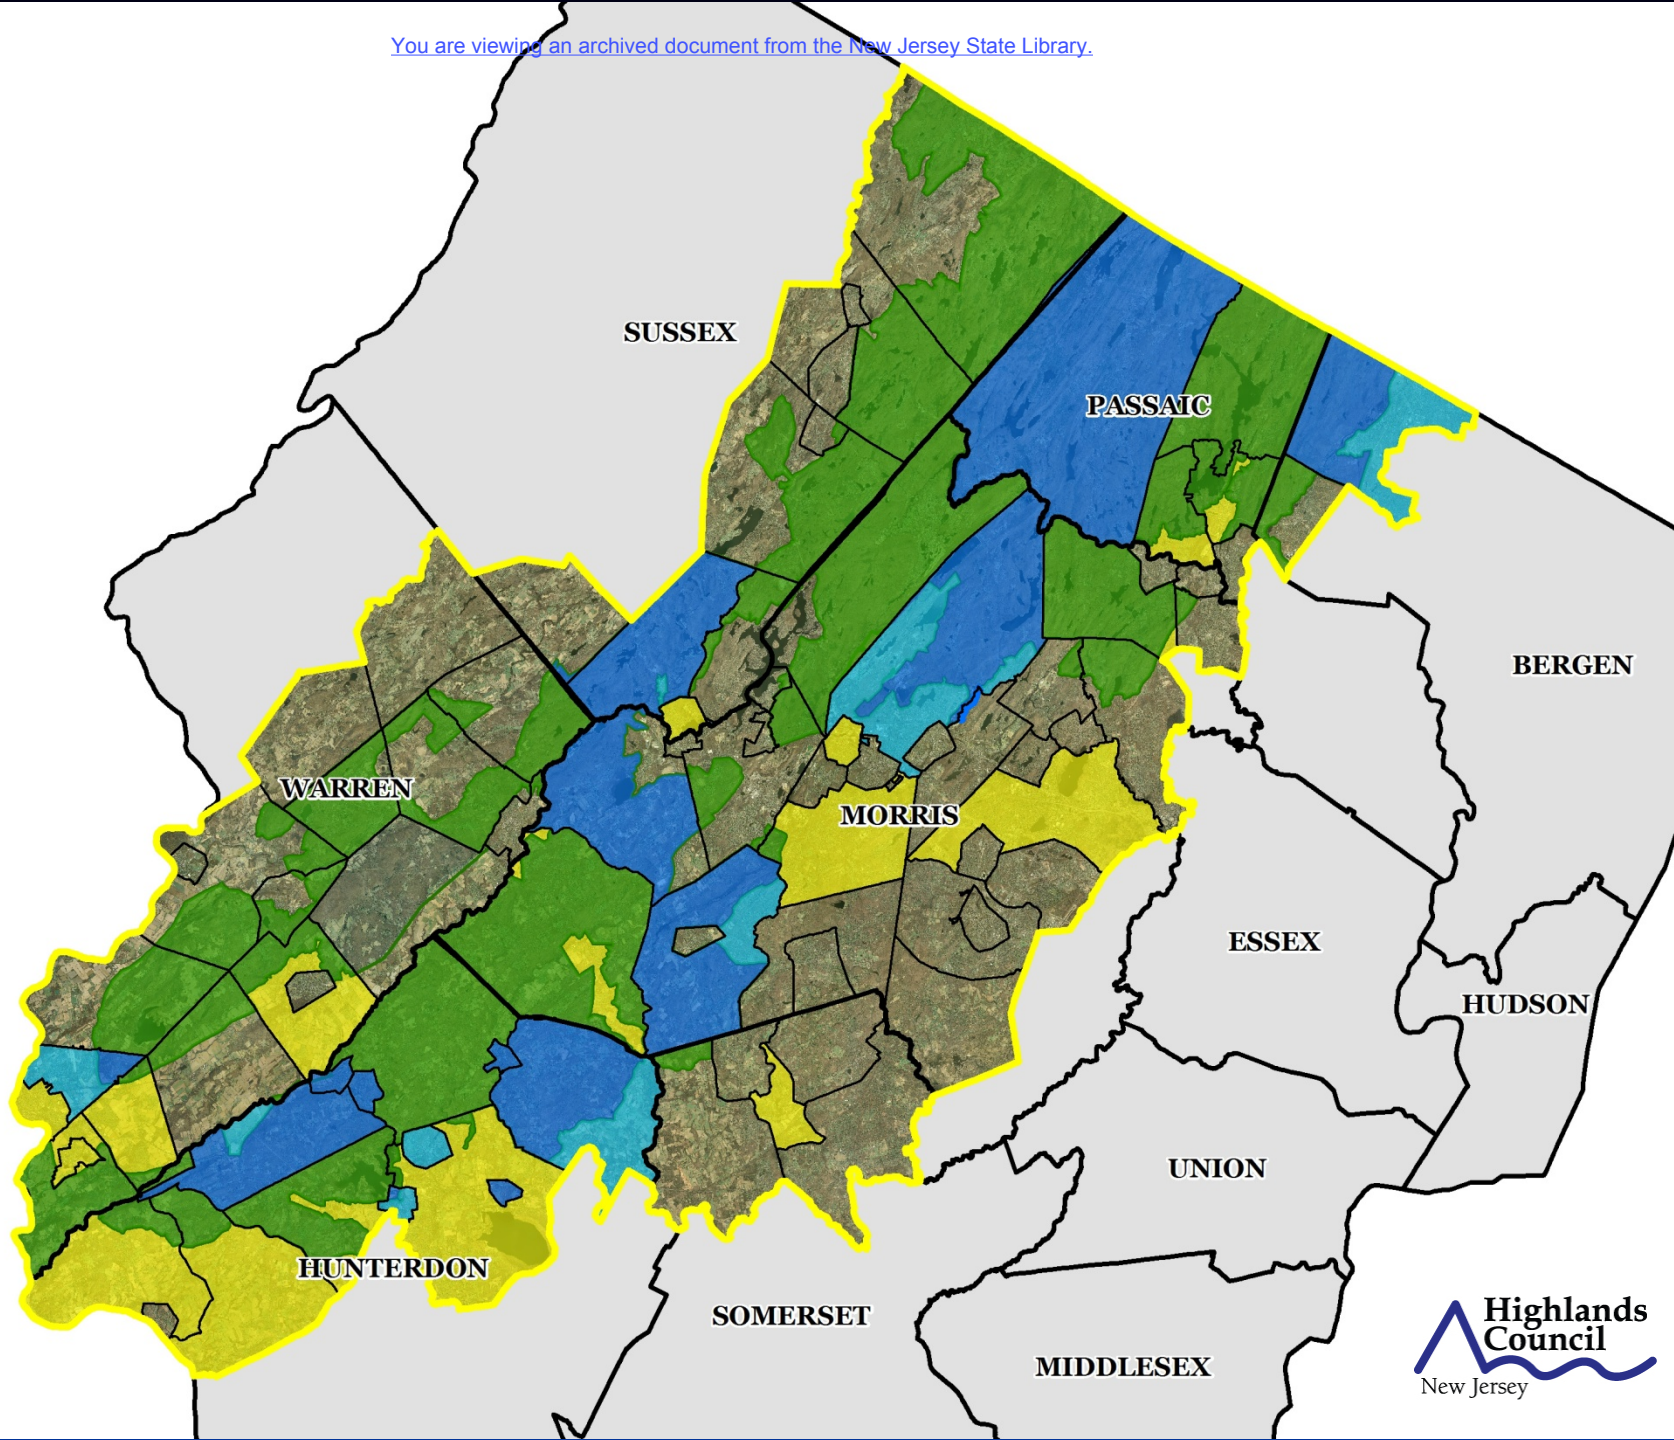 You are viewing an archived document from the New Jersey State Library.
SUSSEX
PASSAIC
BERGEN
WARREN
MORRIS
ESSEX
HUDSON
UNION
HUNTERDON
SOMERSET
MIDDLESEX
Highlands
Council
New Jersey